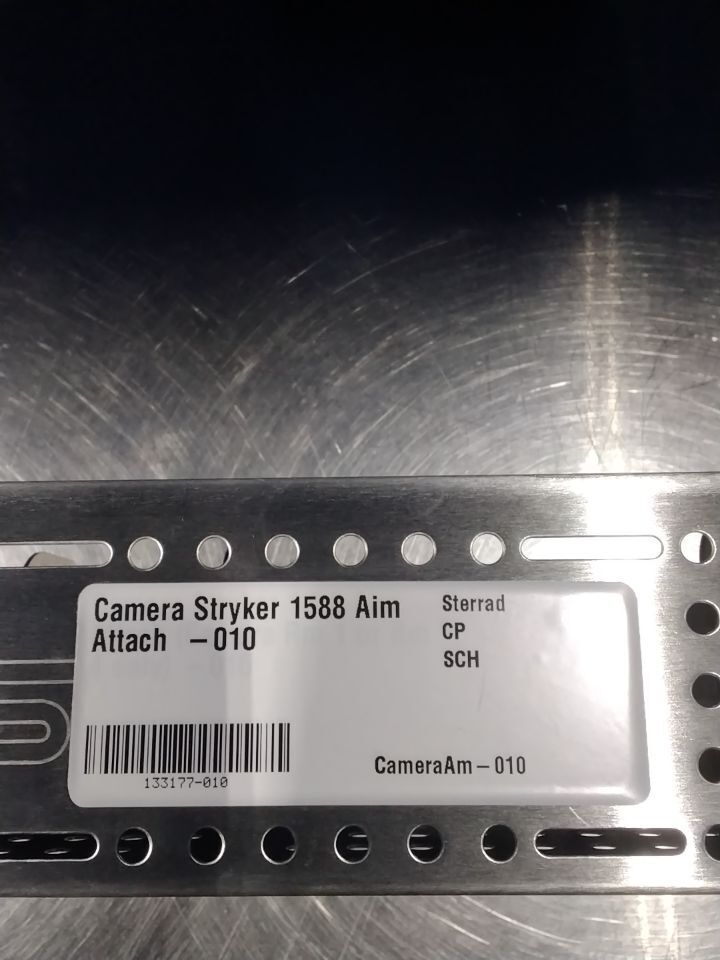 Camera Stryker 1588 Aim
Attach -010
Sterrad
CP
SCH
133177-010
CameraAm-010